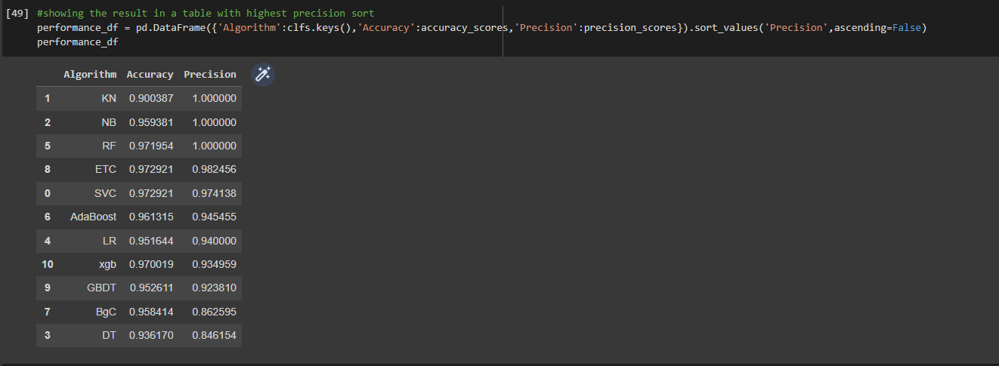 [49] #showing the result in a table with highest precision sort
performance_df = pd.DataFrame({'Algorithm':clfs.keys(),'Accuracy':accuracy_scores,'Precision':precision_scores}).sort_values('Precision',ascending=False)
performance_df
Algorithm Accuracy Precision
1 KN 0.900387 1.000000
2 NB 0.959381 1.000000
5 RF 0.971954 1.000000
8 ETC 0.972921 0.982456
0 SVC 0.972921 0.974138
6 AdaBoost 0.961315 0.945455
4 LR 0.951644 0.940000
10 xgb 0.970019 0.934959
9 GBDT 0.952611 0.923810
7 BgC 0.958414 0.862595
3 DT 0.936170 0.846154